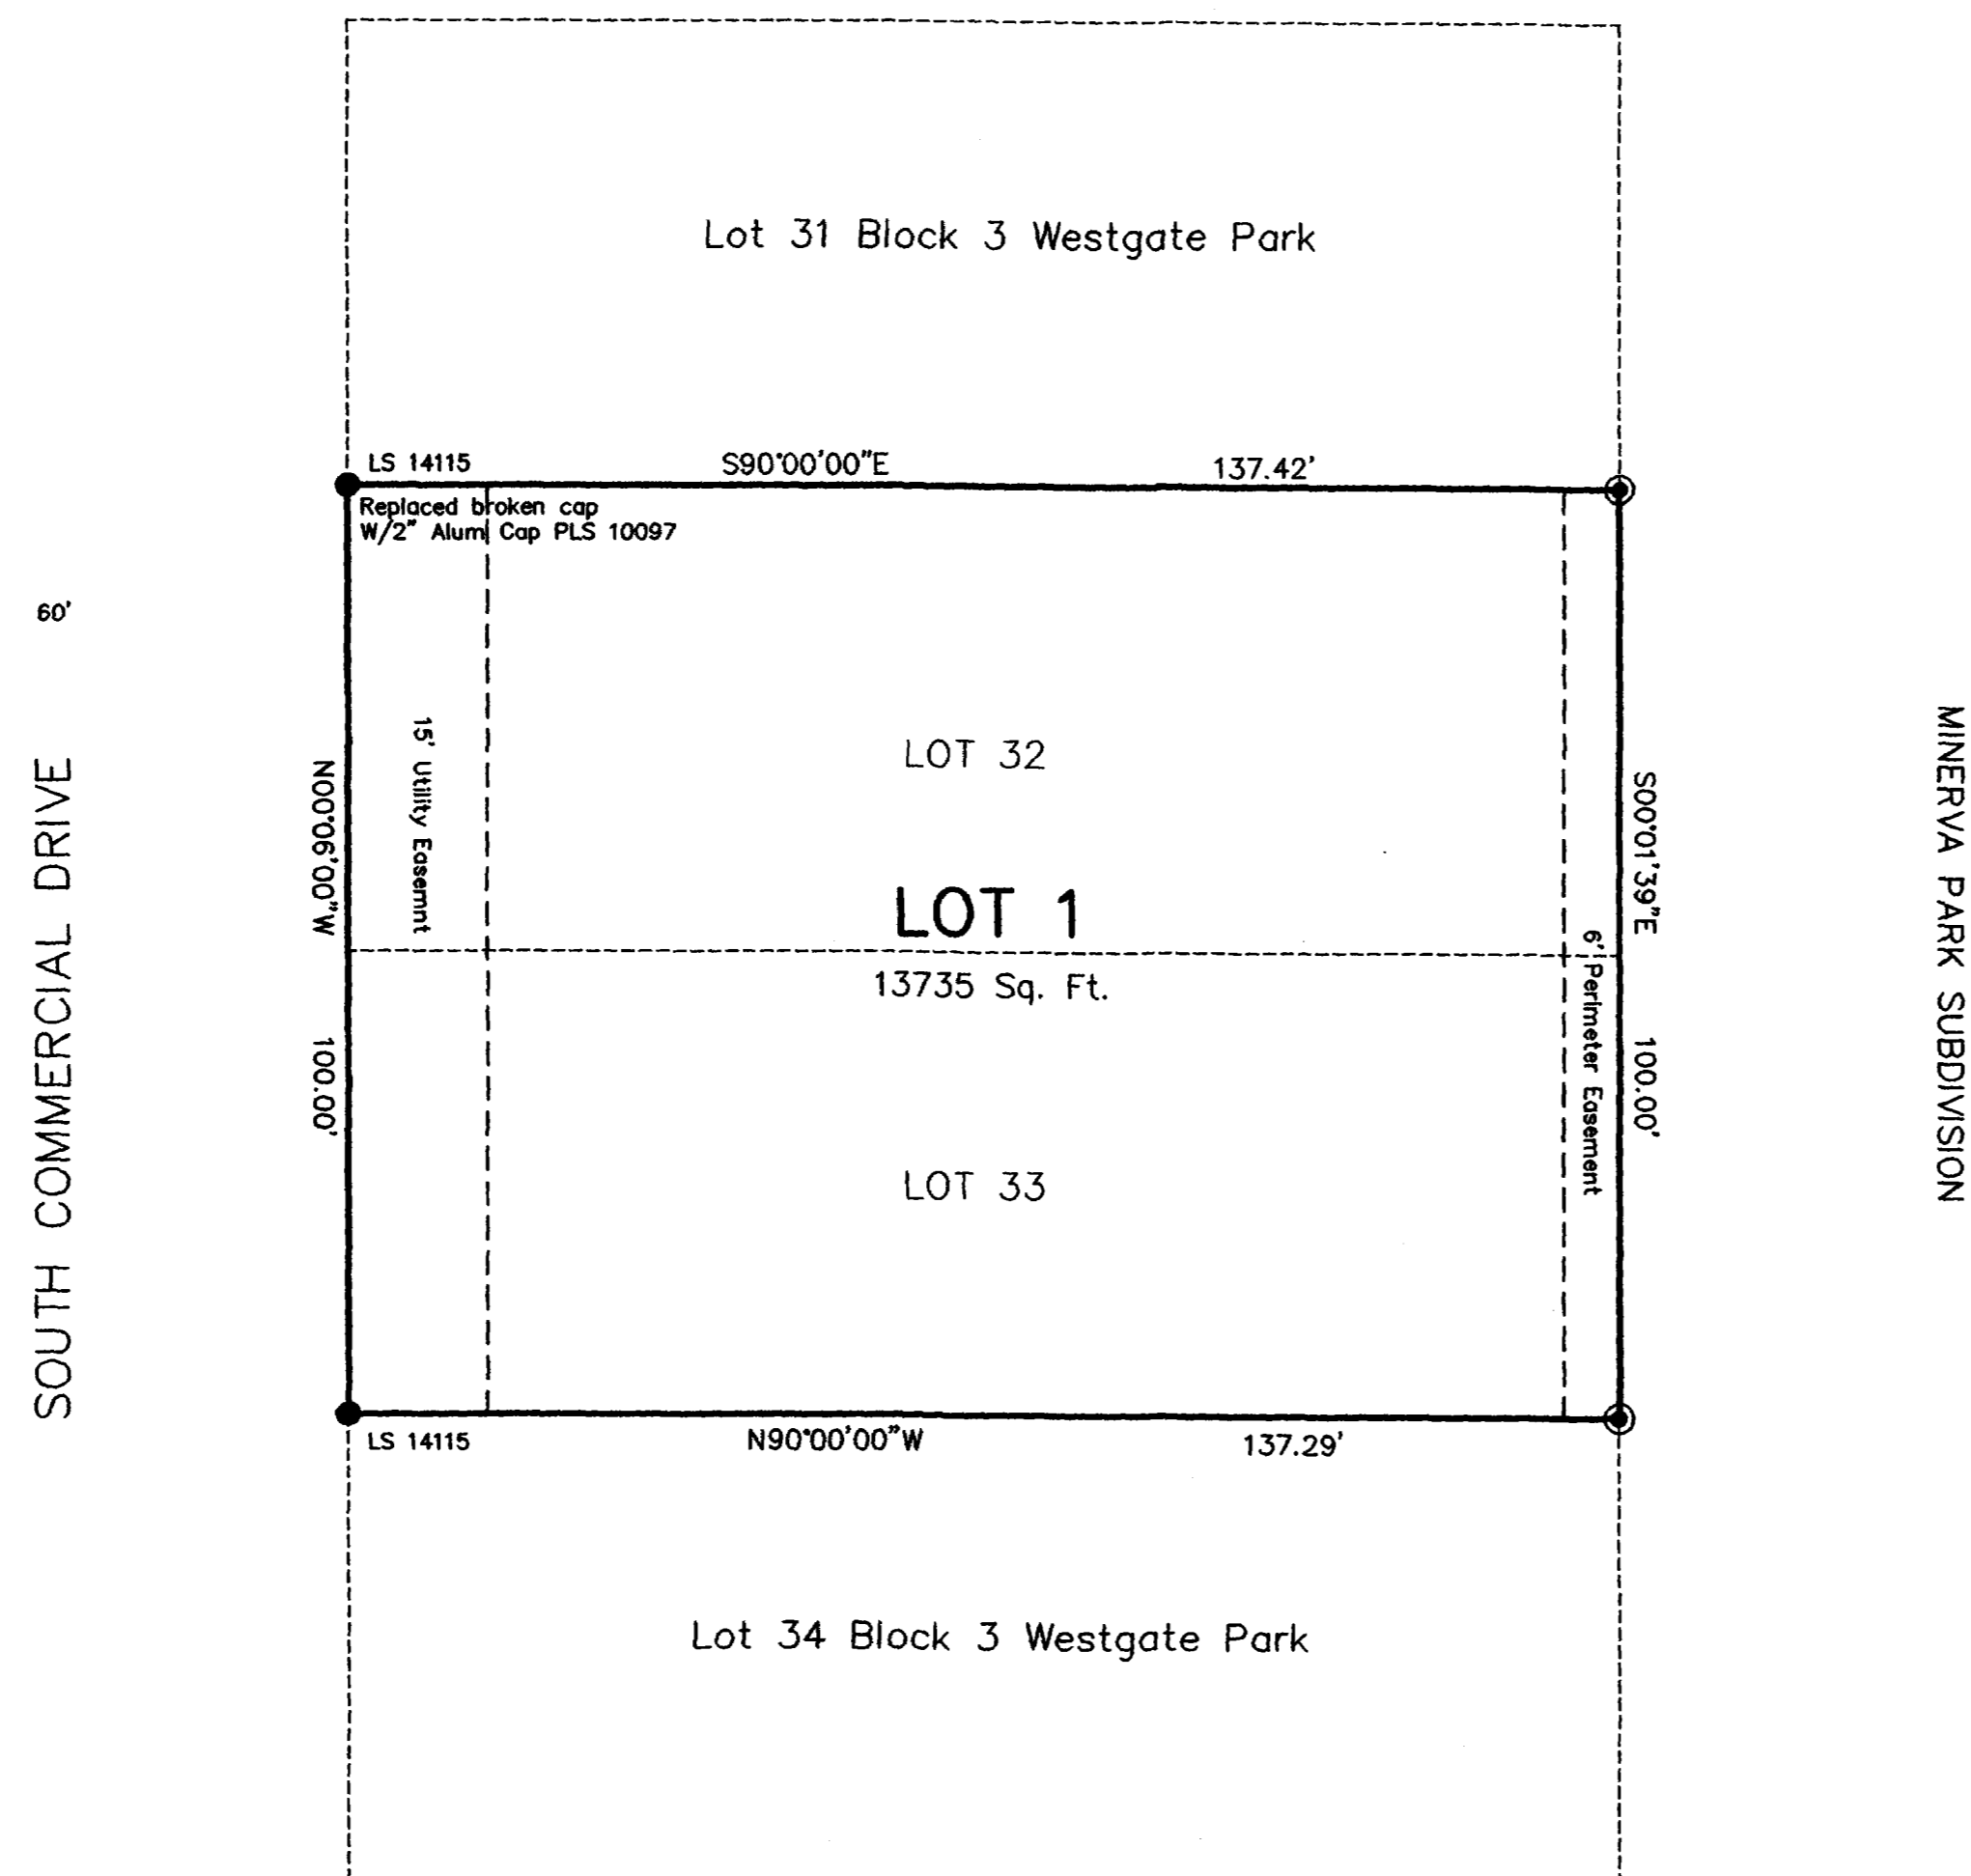 Lot 31 Block 3 Westgate Park
LS 14115
S90°00'00"E
137.42'
Replaced broken cap
W/2" Alum Cap PLS 10097
60'
SOUTH COMMERCIAL DRIVE
N00°06'00"W
100.00'
15' Utility Easemnt
LOT 32
LOT 1
13735 Sq. Ft.
LOT 33
6' Perimeter Easement
S00°01'39"E
100.00'
MINERVA PARK SUBDIVISION
LS 14115
N90°00'00"W
137.29'
Lot 34 Block 3 Westgate Park